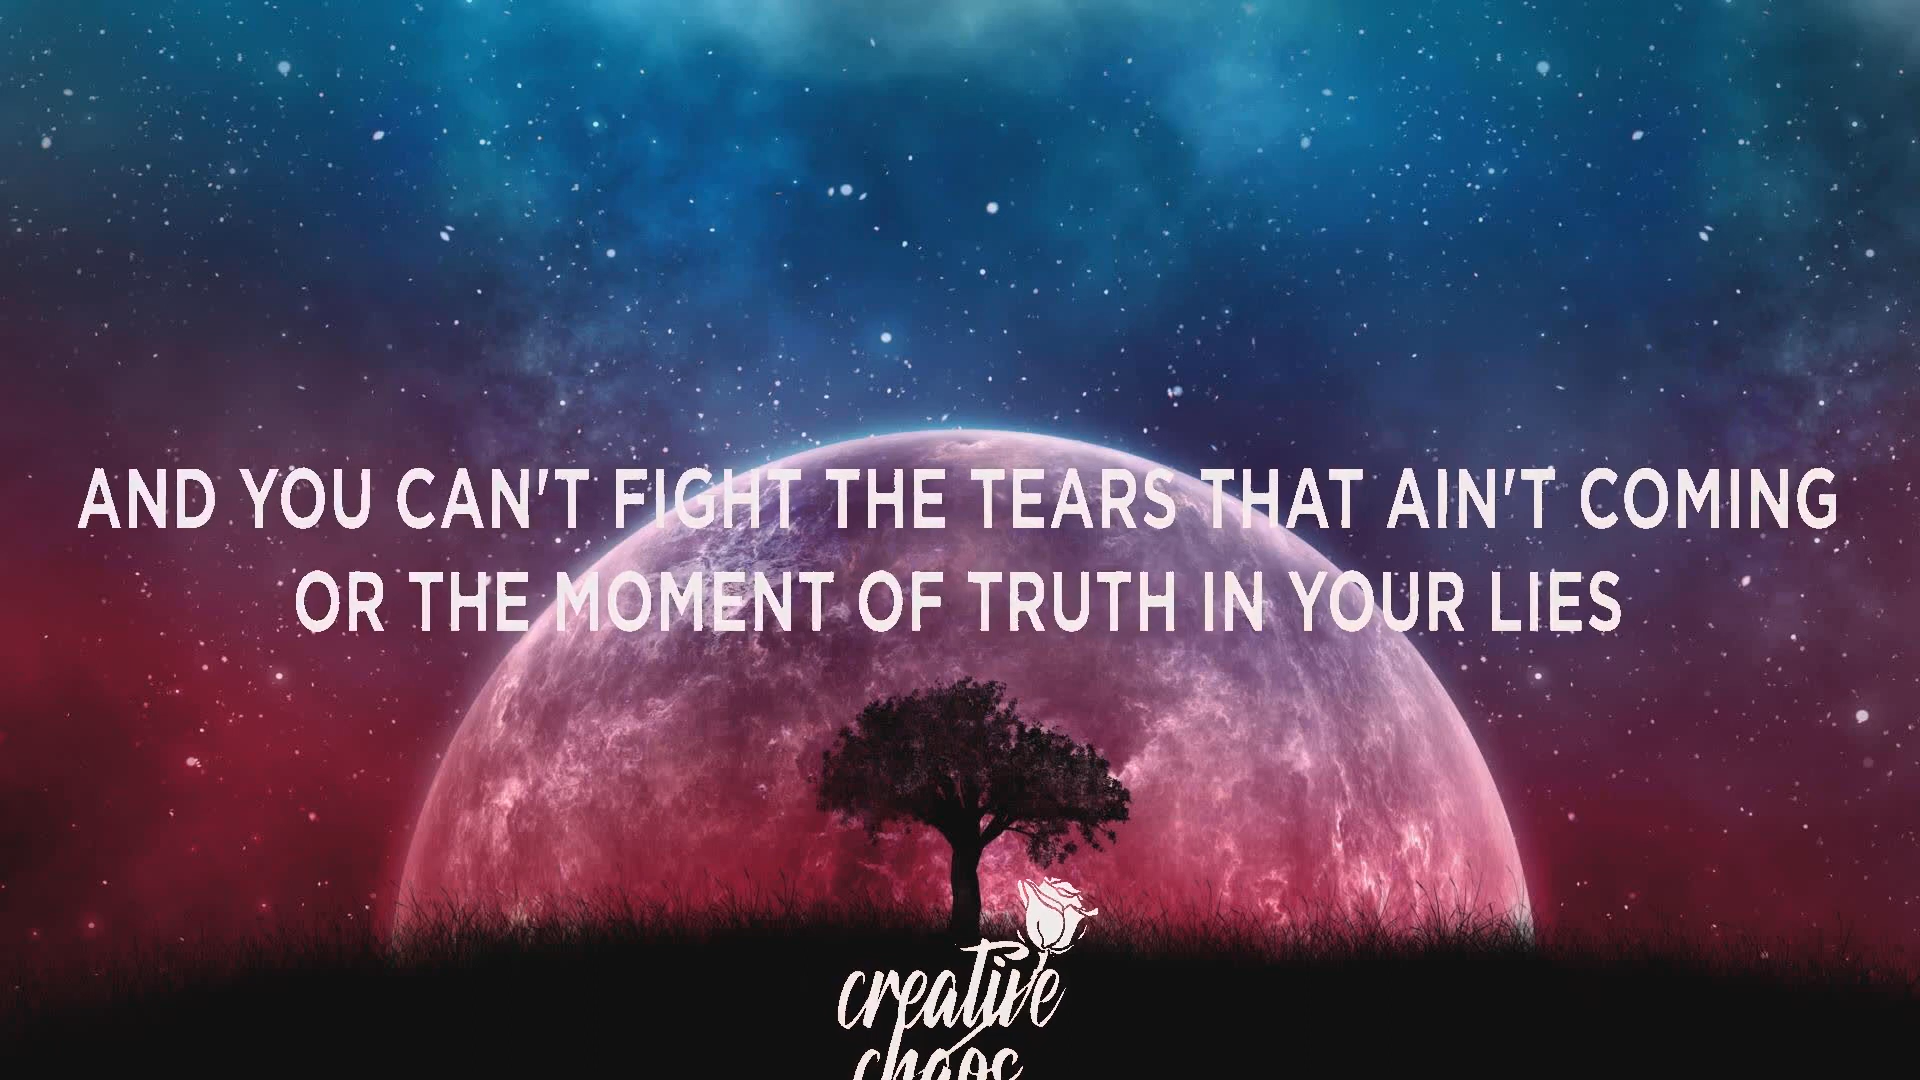 AND YOU CAN'T FIGHT THE TEARS THAT AIN'T COMING
OR THE MOMENT OF TRUTH IN YOUR LIES
creative
chaos